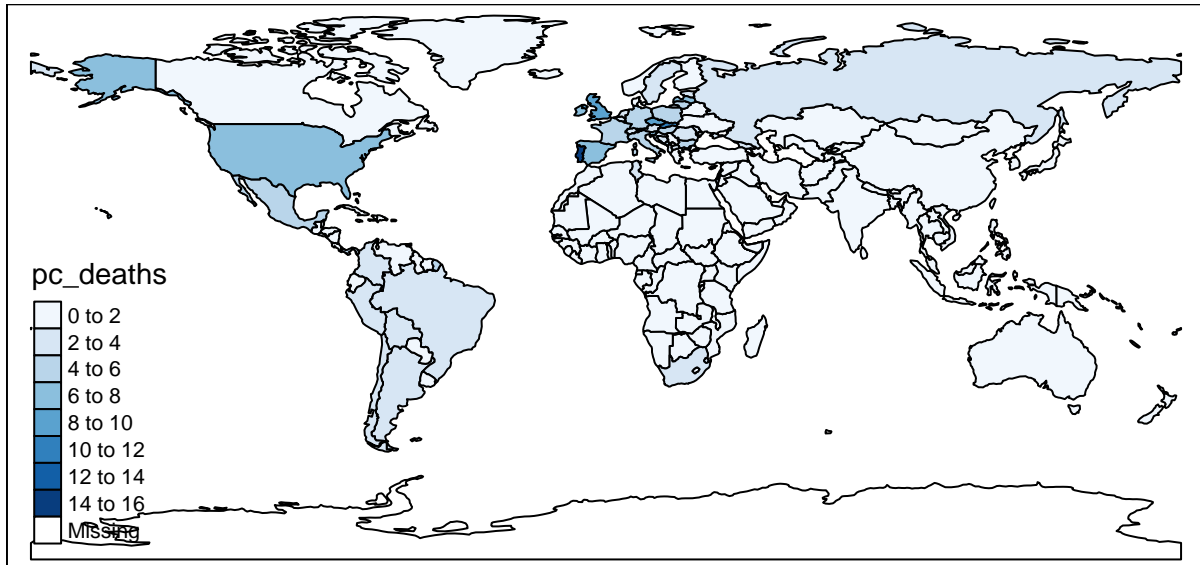 pc_deaths
0 to 2
2 to 4
4 to 6
6 to 8
8 to 10
10 to 12
12 to 14
14 to 16
Missing